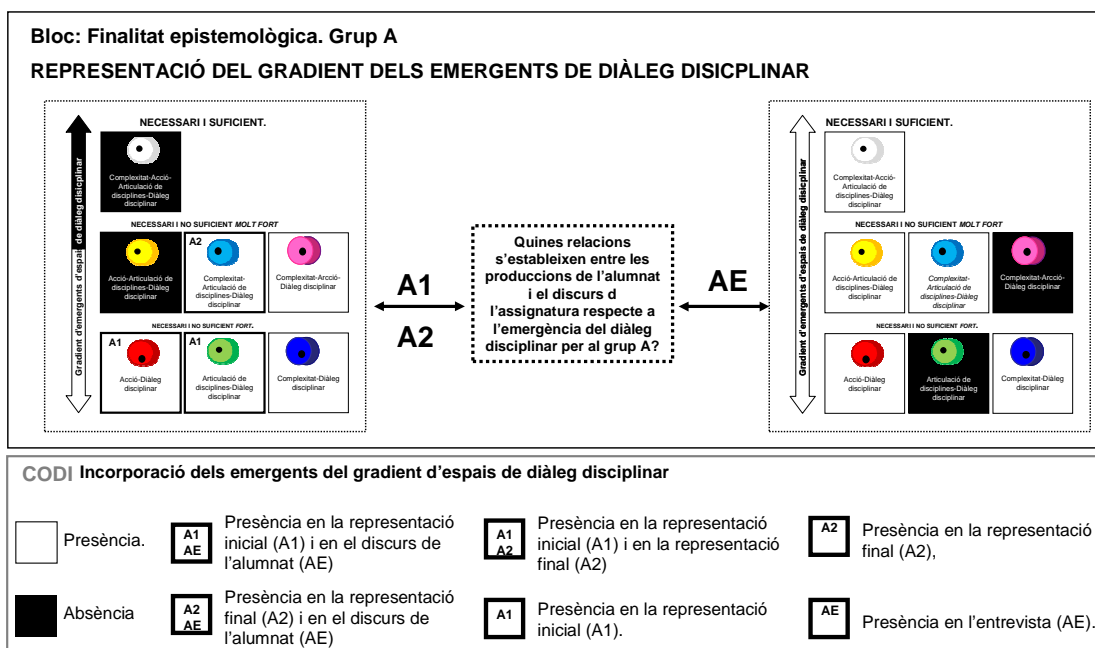 Bloc: Finalitat epistemològica. Grup A
REPRESENTACIÓ DEL GRADIENT DELS EMERGENTS DE DIÀLEG DISICPLINAR
Gradient d'emergents d'espais de diàleg disicplinar
NECESSARI I SUFICIENT.
Complexitat-Acció-
Articulació de
disciplines-Diàleg
disciplinar
NECESSARI I NO SUFICIENT MOLT FORT
Acció-Articulació de
disciplines-Diàleg
disciplinar
A2
Complexitat-
Articulació de
disciplines-Diàleg
disciplinar
Complexitat-Arcció-
Diàleg disciplinar
NECESSARI I NO SUFICIENT FORT.
A1
Acció-Diàleg
disciplinar
A1
Articulació de
disciplines-Diàleg
disciplinar
Complexitat-Diàleg
disciplinar
A1
A2
Quines relacions
s'estableixen entre les
produccions de l'alumnat
i el discurs d
l'assignatura respecte a
l'emergència del diàleg
disciplinar per al grup A?
AE
Gradient d'emergents d'espais de diàleg disicplinar
NECESSARI I SUFICIENT.
Complexitat-Acció-
Articulació de
disciplines-Diàleg
disciplinar
NECESSARI I NO SUFICIENT MOLT FORT
Acció-Articulació de
disciplines-Diàleg
disciplinar
Complexitat-
Articulació de
disciplines-Diàleg
disciplinar
Complexitat-Arcció-
Diàleg disciplinar
NECESSARI I NO SUFICIENT FORT.
Acció-Diàleg
disciplinar
Articulació de
disciplines-Diàleg
disciplinar
Complexitat-Diàleg
disciplinar
CODI Incorporació dels emergents del gradient d'espais de diàleg disciplinar
Presència.
A1
AE
Presència en la representació
inicial (A1) i en el discurs de
l'alumnat (AE)
A1
A2
Presència en la representació
inicial (A1) i en la representació
final (A2)
A2
Presència en la representació
final (A2),
Absència
A2
AE
Presència en la representació
final (A2) i en el discurs de
l'alumnat (AE)
A1
Presència en la representació
inicial (A1).
AE
Presència en l'entrevista (AE).